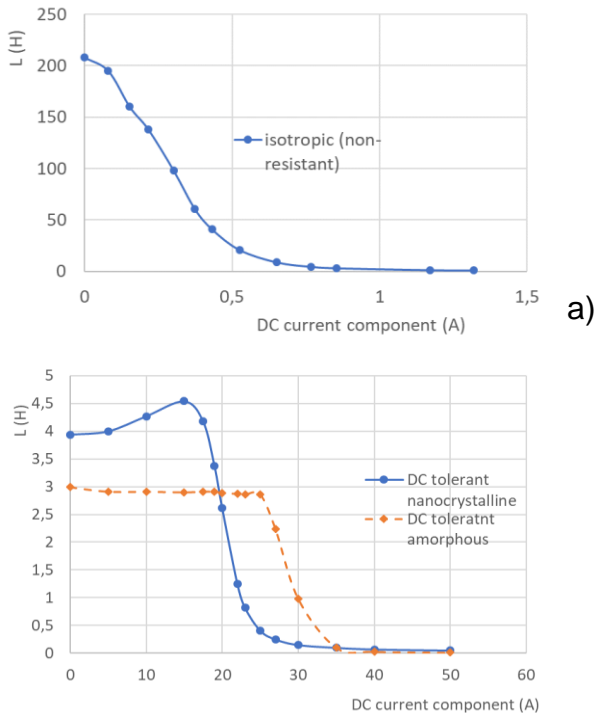 L (H)
250
200
150
100
50
0
isotropic (non-
resistant)
0
0,5
1
1,5
DC current component (A)
a)
L (H)
5
4,5
4
3,5
3
2,5
2
1,5
1
0,5
0
DC tolerant
nanocrystalline
DC toleratnt
amorphous
0
10
20
30
40
50
60
DC current component (A)